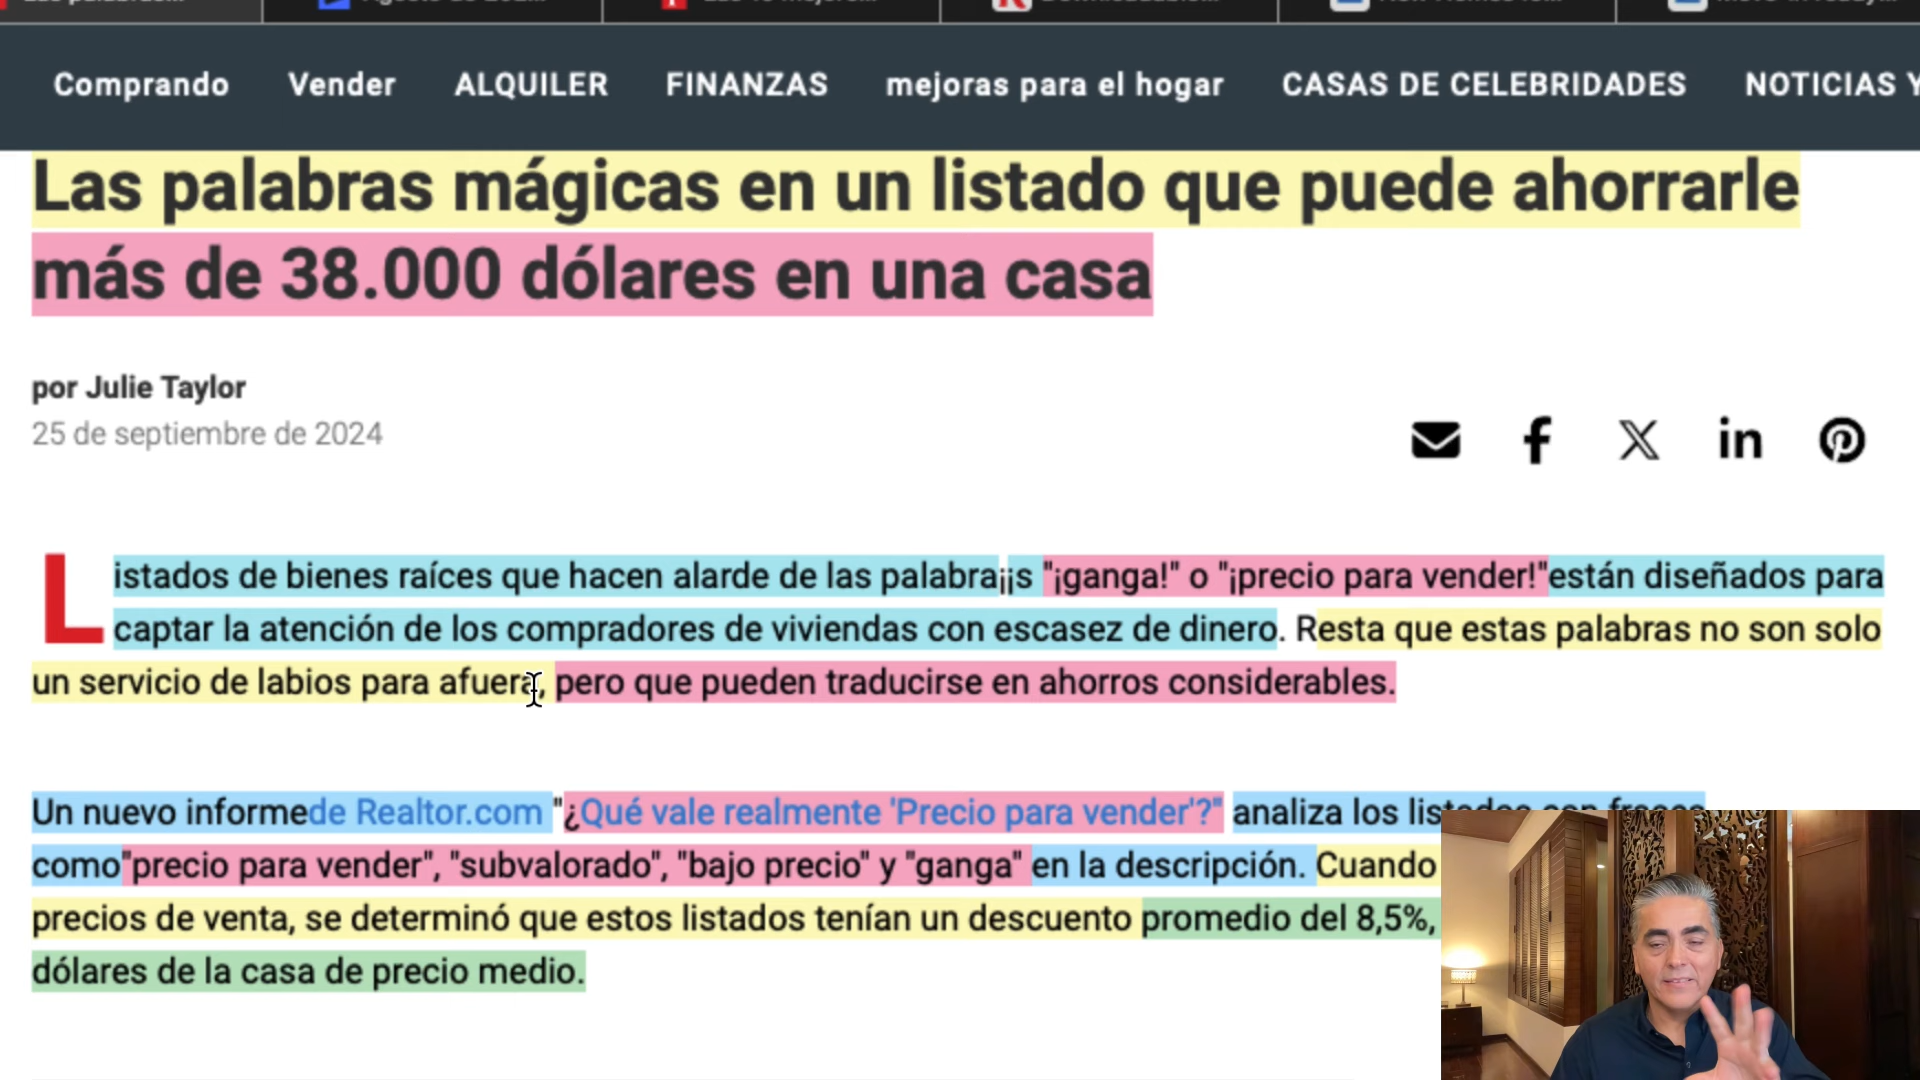 Comprando Vender ALQUILER FINANZAS mejoras para el hogar CASAS DE CELEBRIDADES NOTICIAS Y
Las palabras mágicas en un listado que puede ahorrarle
más de 38.000 dólares en una casa
por Julie Taylor
25 de septiembre de 2024
Listados de bienes raíces que hacen alarde de las palabra¡¡s "¡ganga!" o "¡precio para vender!"están diseñados para
captar la atención de los compradores de viviendas con escasez de dinero. Resta que estas palabras no son solo
un servicio de labios para afuera, pero que pueden traducirse en ahorros considerables.
Un nuevo informede Realtor.com "¿Qué vale realmente 'Precio para vender'?" analiza los
como"precio para vender", "subvalorado", "bajo precio" y "ganga" en la descripción. Cuando
precios de venta, se determinó que estos listados tenían un descuento promedio del 8,5%,
dólares de la casa de precio medio.